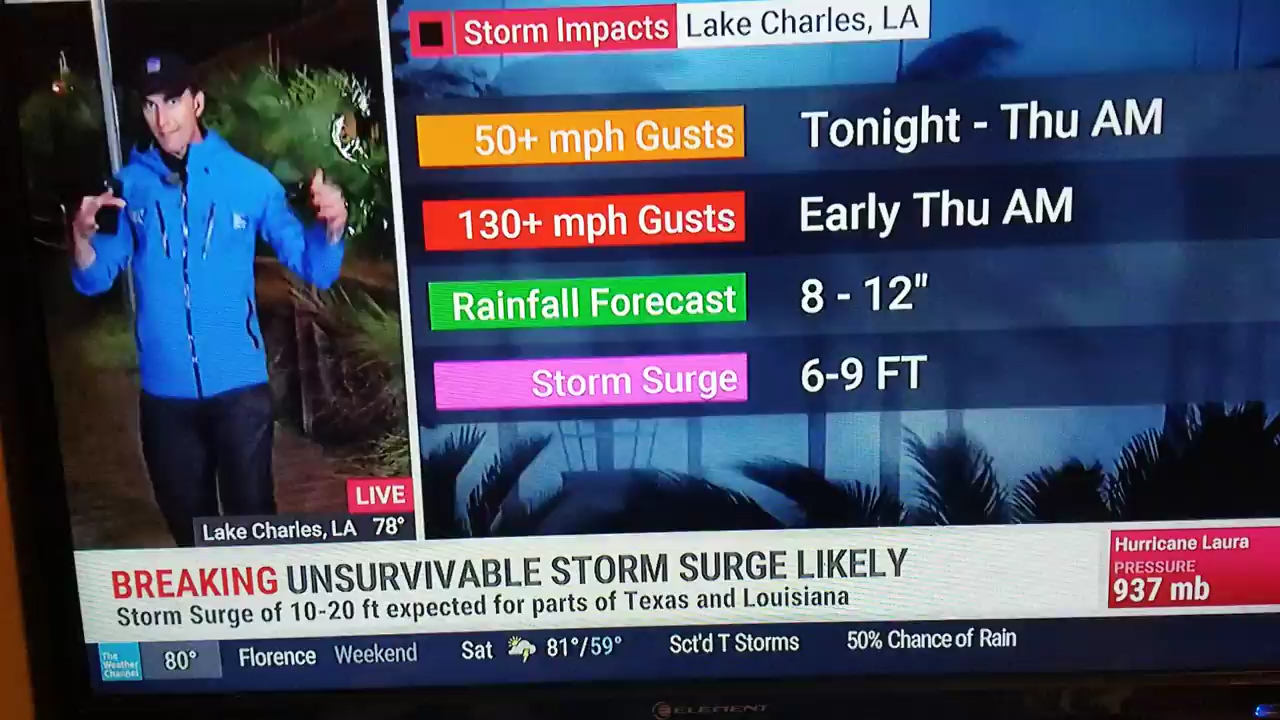 Storm Impacts Lake Charles, LA
50+ mph Gusts Tonight - Thu AM
130+ mph Gusts Early Thu AM
Rainfall Forecast 8 - 12"
Storm Surge 6-9 FT
LIVE
Lake Charles, LA 78°
BREAKING UNSURVIVABLE STORM SURGE LIKELY
Storm Surge of 10-20 ft expected for parts of Texas and Louisiana
Hurricane Laura
PRESSURE
937 mb
The
Weather
Channel
80° Florence Weekend Sat 81°/59° Sct'd T Storms 50% Chance of Rain
ELEMENT